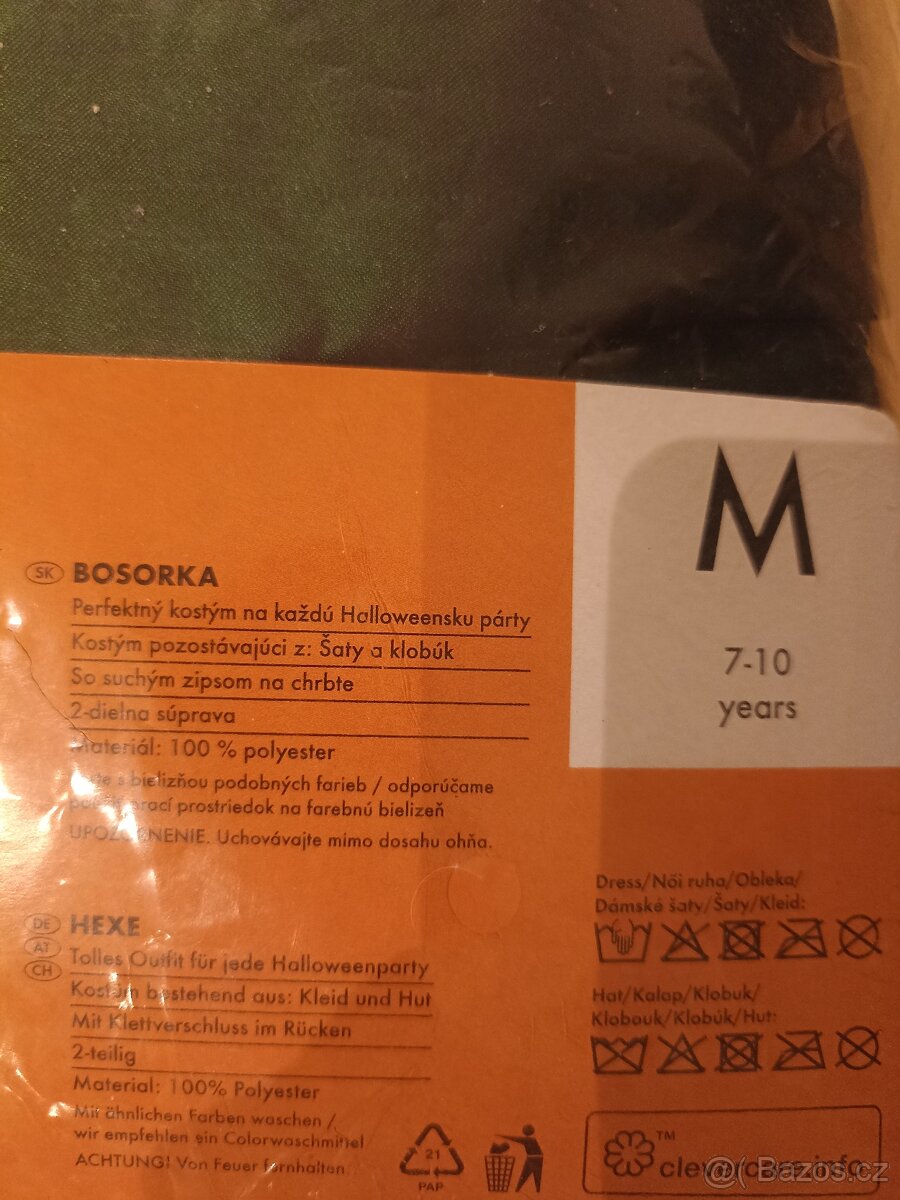 M
7-10
years
SK BOSORKA
Perfektný kostým na každú Halloweensku párty
Kostým pozostávajúci z: Šaty a klobúk
So suchým zipsom na chrbte
2-dielna súprava
Materiál: 100 % polyester
s bielizňou podobných farieb / odporúčame
prací prostriedok na farebnú bielizeň
UPOZORNENIE. Uchovávajte mimo dosahu ohňa.
DE AT CH HEXE
Tolles Outfit für jede Halloweenparty
Kostüm bestehend aus: Kleid und Hut
Mit Klettverschluss im Rücken
2-teilig
Material: 100% Polyester
Mit ähnlichen Farben waschen /
wir empfehlen ein Colorwaschmittel
ACHTUNG! Von Feuer fernhalten
Dress/Női ruha/Obleka/
Dámské šaty/Šaty/Kleid:
Hat/Kalap/Klobuk/
Klobouk/Klobúk/Hut:
21
PAP
TM
clevercare.info
@( Bazos.cz